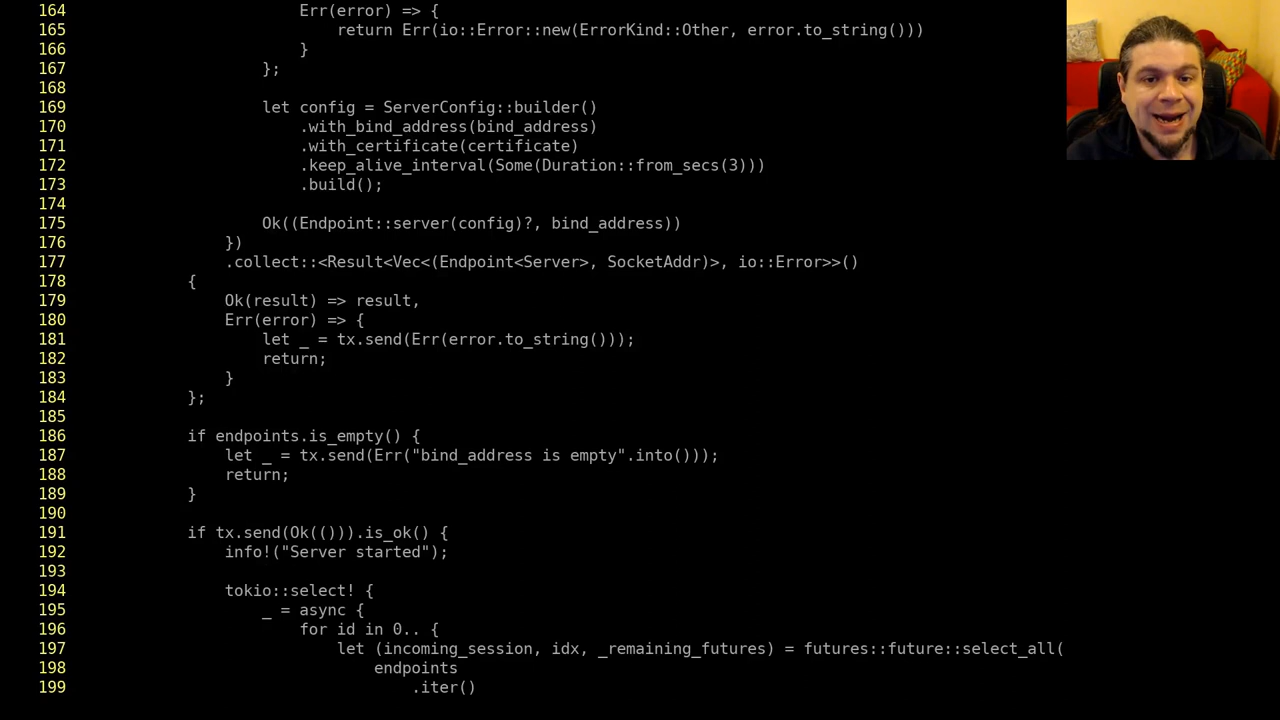 164                         Err(error) => {
165                             return Err(io::Error::new(ErrorKind::Other, error.to_string()))
166                         }
167                     };
168
169                     let config = ServerConfig::builder()
170                         .with_bind_address(bind_address)
171                         .with_certificate(certificate)
172                         .keep_alive_interval(Some(Duration::from_secs(3)))
173                         .build();
174
175                     Ok((Endpoint::server(config)?, bind_address))
176                 })
177                 .collect::<Result<Vec<(Endpoint<Server>, SocketAddr)>, io::Error>>()
178             {
179                 Ok(result) => result,
180                 Err(error) => {
181                     let _ = tx.send(Err(error.to_string()));
182                     return;
183                 }
184             };
185
186             if endpoints.is_empty() {
187                 let _ = tx.send(Err("bind_address is empty".into()));
188                 return;
189             }
190
191             if tx.send(Ok(())).is_ok() {
192                 info!("Server started");
193
194                 tokio::select! {
195                     _ = async {
196                         for id in 0.. {
197                             let (incoming_session, idx, _remaining_futures) = futures::future::select_all(
198                                 endpoints
199                                     .iter()